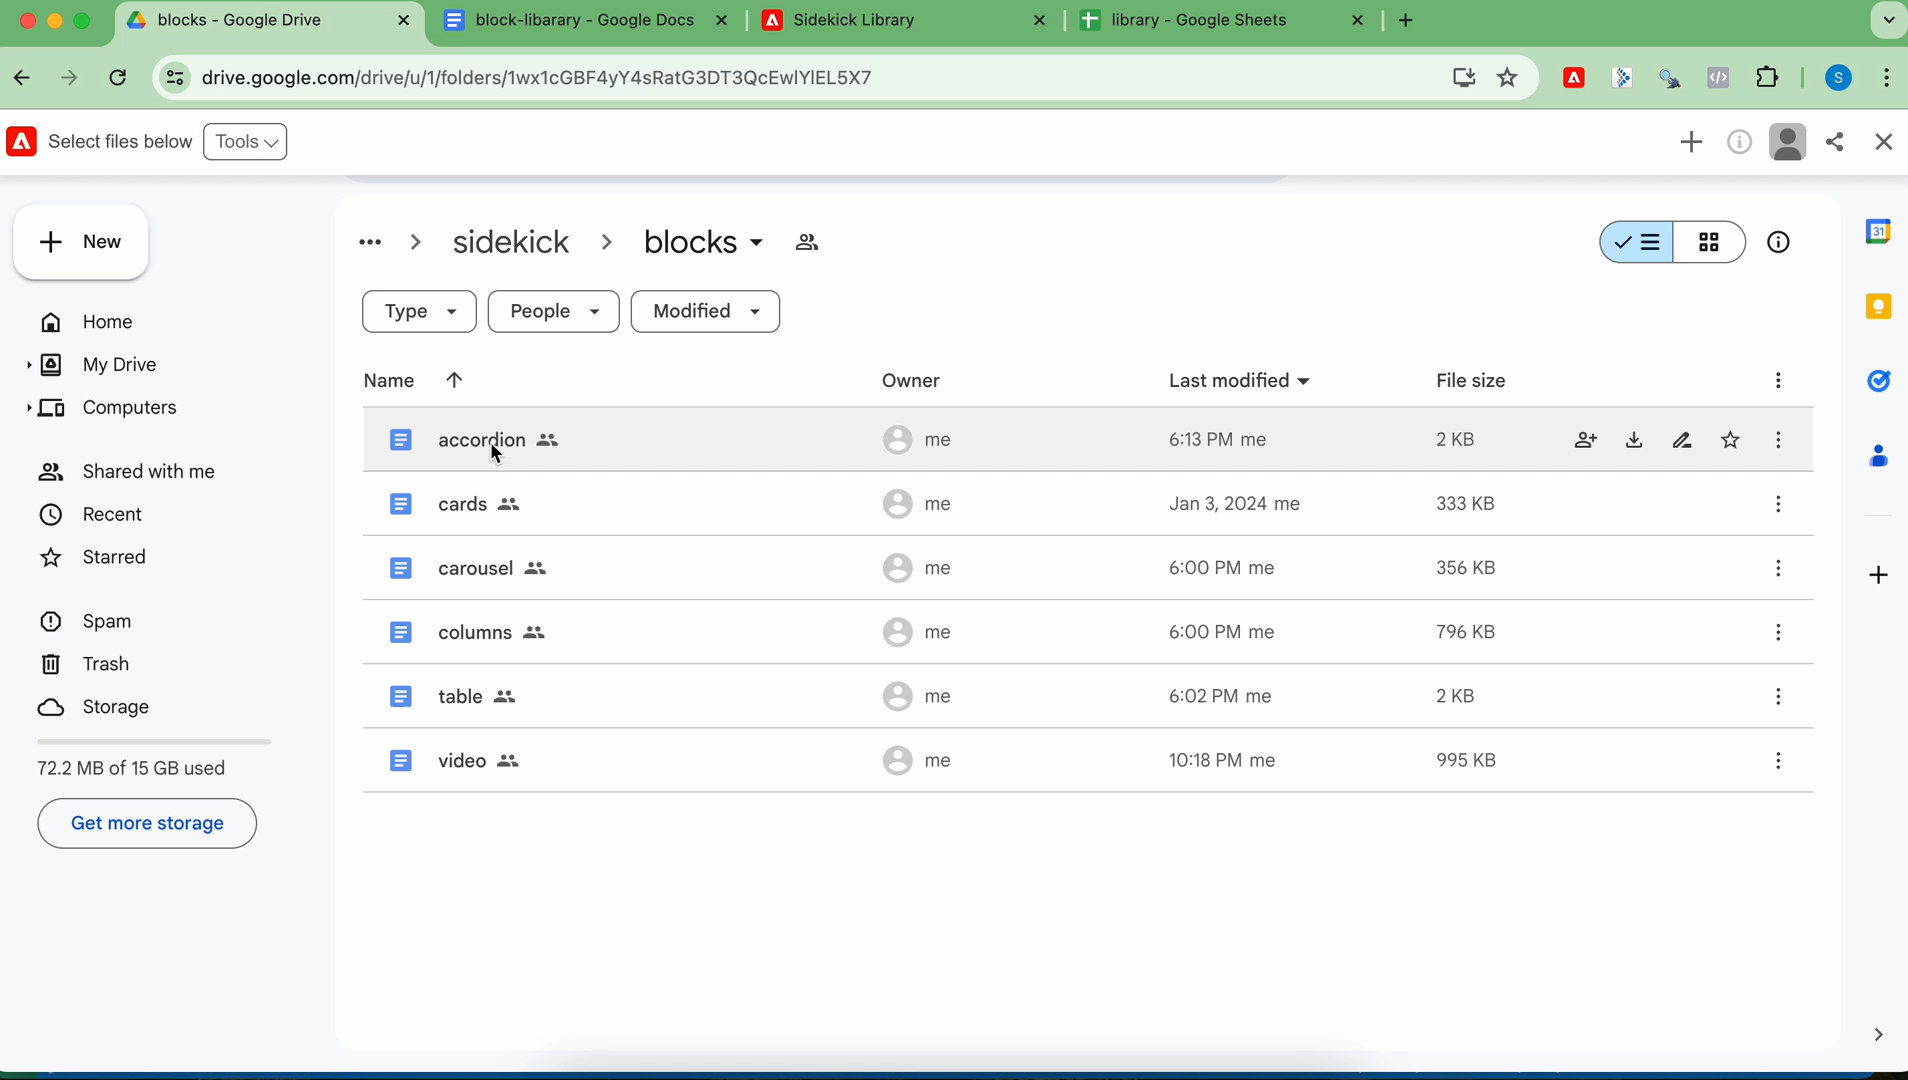 blocks - Google Drive
block-libarary - Google Docs
Sidekick Library
library - Google Sheets
drive.google.com/drive/u/1/folders/1wx1cGBF4yY4sRatG3DT3QcEwlYlEL5X7
S
Select files below
Tools
New
sidekick
blocks
31
Type
People
Modified
Home
My Drive
Computers
Shared with me
Recent
Starred
Spam
Trash
Storage
72.2 MB of 15 GB used
Get more storage
Name Owner Last modified File size
accordion me 6:13 PM me 2 KB
cards me Jan 3, 2024 me 333 KB
carousel me 6:00 PM me 356 KB
columns me 6:00 PM me 796 KB
table me 6:02 PM me 2 KB
video me 10:18 PM me 995 KB